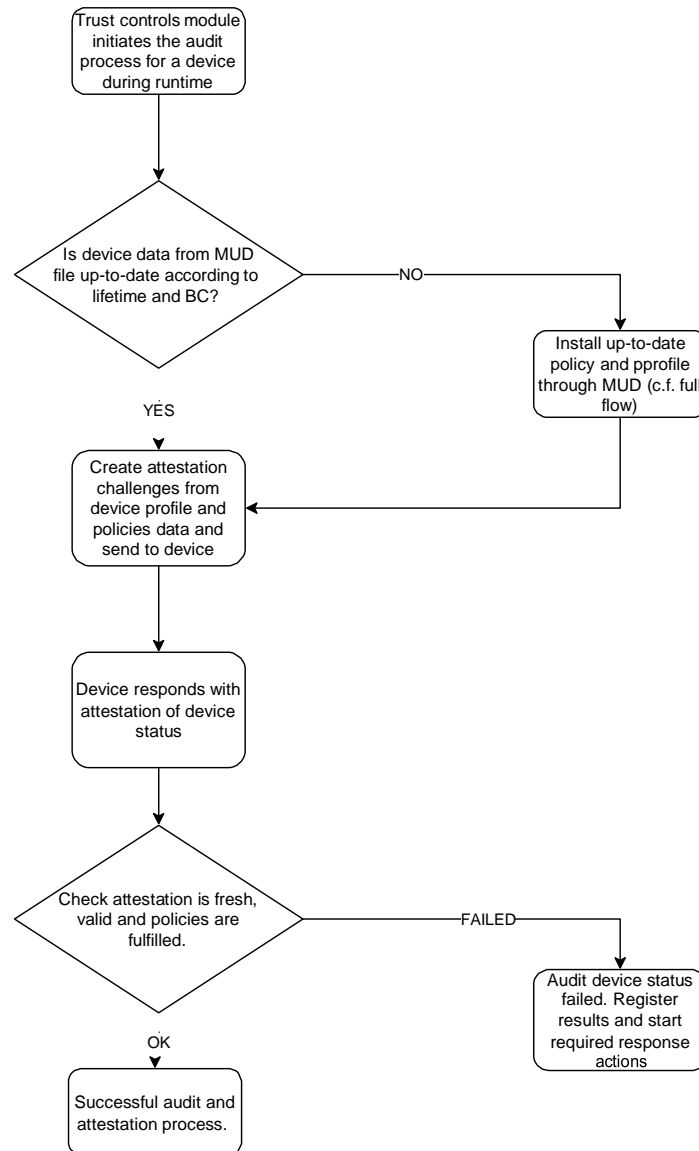 Trust controls module
initiates the audit
process for a device
during runtime
Is device data from MUD
file up-to-date according to
lifetime and BC?
NO
Install up-to-date
policy and pprofile
through MUD (c.f. full
flow)
YES
Create attestation
challenges from
device profile and
policies data and
send to device
Device responds with
attestation of device
status
Check attestation is fresh,
valid and policies are
fulfilled.
FAILED
Audit device status
failed. Register
results and start
required response
actions
OK
Successful audit and
attestation process.